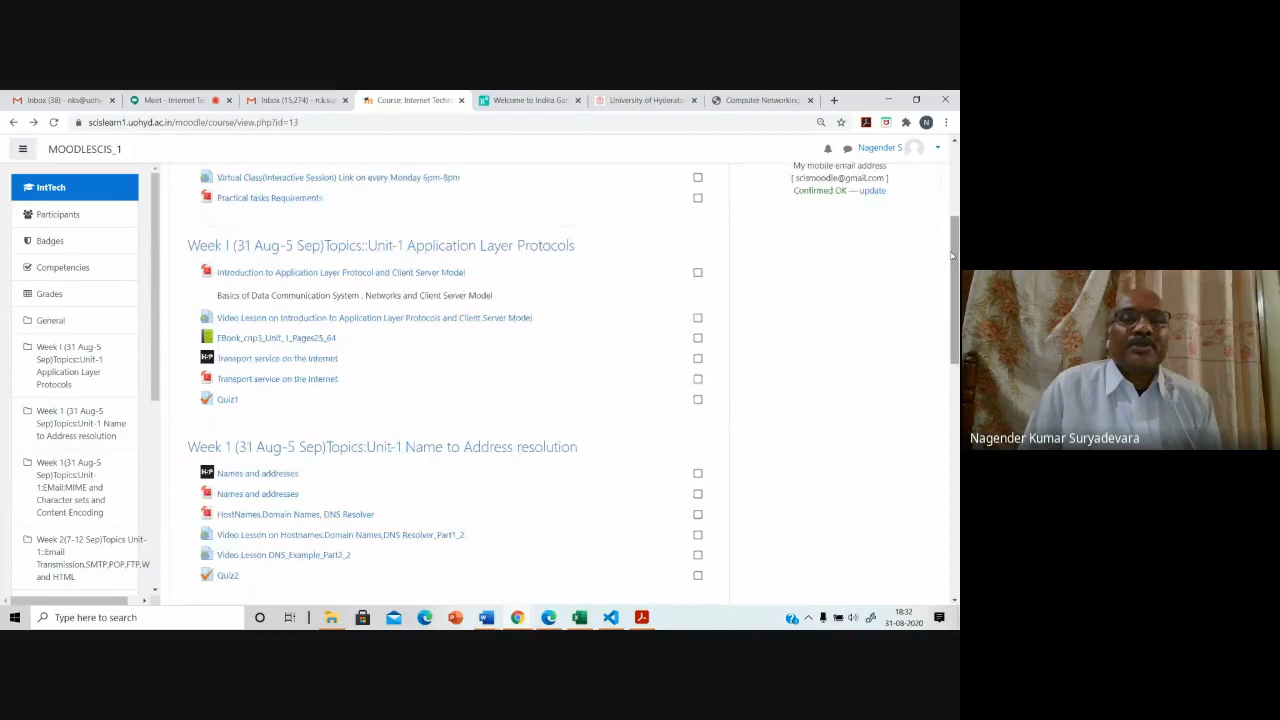 Inbox (38) - nks@uohy
Meet - Internet Te
Inbox (15,274) - n.k.su
Course: Internet Techn
Welcome to Indira Gan
University of Hyderab
Computer Networking
scislearn1.uohyd.ac.in/moodle/course/view.php?id=13
N
MOODLESCIS_1
Nagender S
IntTech
Participants
Badges
Competencies
Grades
General
Week I (31 Aug-5
Sep)Topics::Unit-1
Application Layer
Protocols
Week 1 (31 Aug-5
Sep)Topics:Unit-1 Name
to Address resolution
Week 1(31 Aug-5
Sep)Topics:Unit-
1:EMail:MIME and
Character sets and
Content Encoding
Week 2(7-12 Sep)Topics Unit-
1:Email
Transmission,SMTP,POP,FTP,W
and HTML
Virtual Class(Interactive Session) Link on every Monday 6pm-8pm
Practical tasks Requirements
Week I (31 Aug-5 Sep)Topics::Unit-1 Application Layer Protocols
Introduction to Application Layer Protocol and Client Server Model
Basics of Data Communication System , Networks and Client Server Model
Video Lesson on Introduction to Application Layer Protocols and Client Server Model
EBook_cnp3_Unit_I_Pages25_64
H-P Transport service on the Internet
Transport service on the Internet
Quiz1
Week 1 (31 Aug-5 Sep)Topics:Unit-1 Name to Address resolution
H-P Names and addresses
Names and addresses
HostNames,Domain Names, DNS Resolver
Video Lesson on Hostnames,Domain Names,DNS Resolver_Part1_2
Video Lesson DNS_Example_Part2_2
Quiz2
My mobile email address
[ scismoodle@gmail.com ]
Confirmed OK — update
Nagender Kumar Suryadevara
Type here to search
18:32
31-08-2020